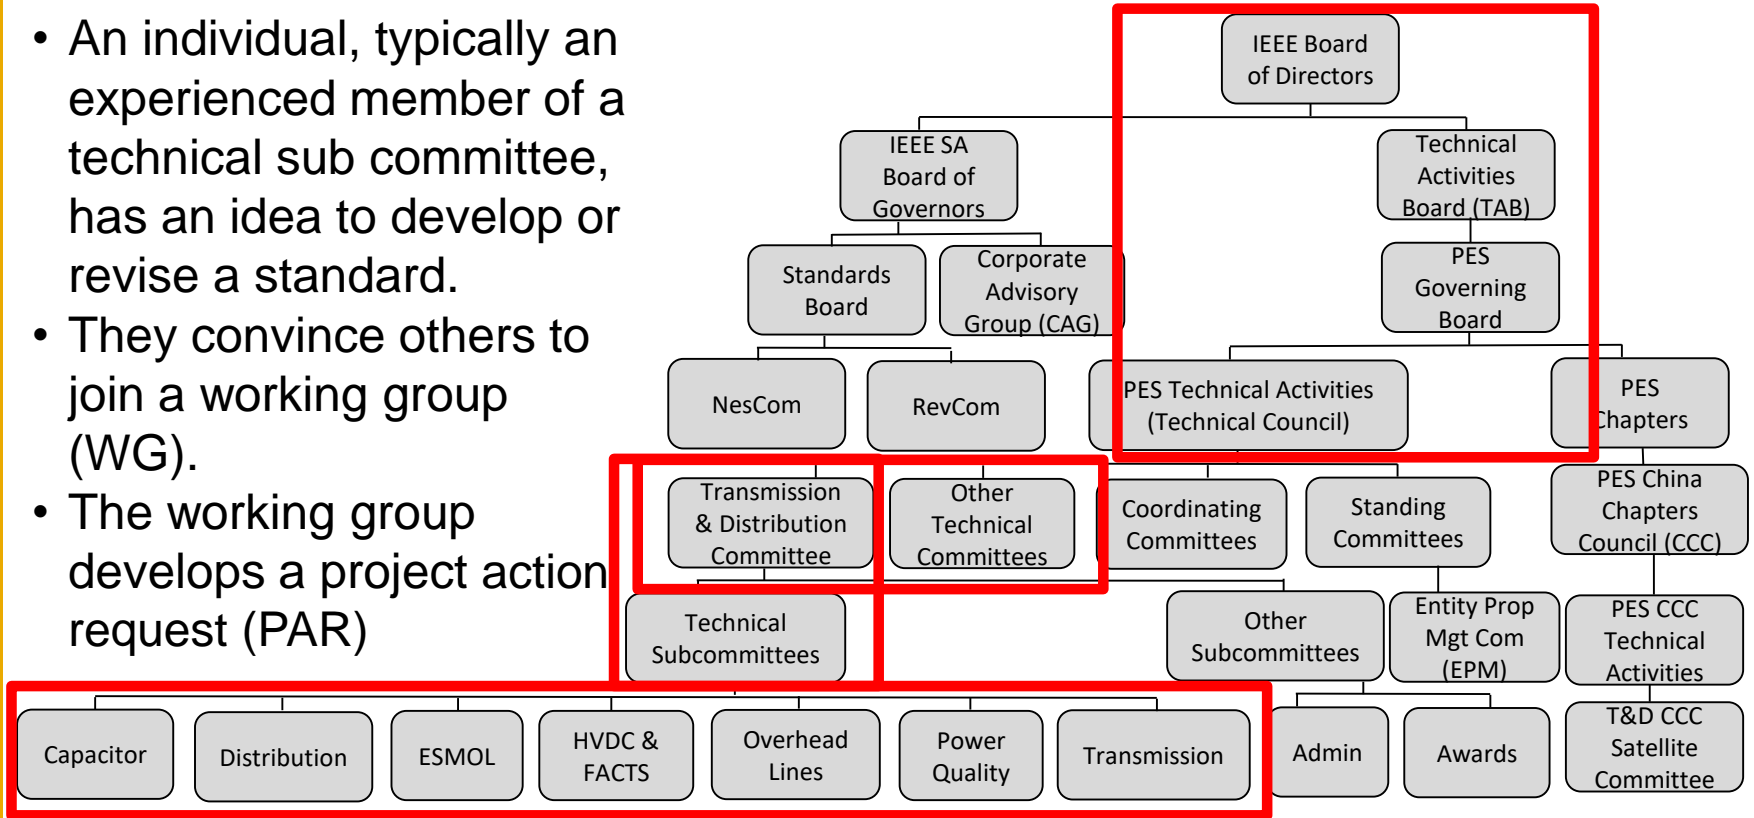 • An individual, typically an
experienced member of a
technical sub committee,
has an idea to develop or
revise a standard.
• They convince others to
join a working group
(WG).
• The working group
develops a project action
request (PAR)
IEEE Board
of Directors
IEEE SA
Board of
Governors
Technical
Activities
Board (TAB)
Standards
Board
Corporate
Advisory
Group (CAG)
PES
Governing
Board
NesCom
RevCom
PES Technical Activities
(Technical Council)
PES
Chapters
Transmission
& Distribution
Committee
Other
Technical
Committees
Coordinating
Committees
Standing
Committees
PES China
Chapters
Council (CCC)
Technical
Subcommittees
Other
Subcommittees
Entity Prop
Mgt Com
(EPM)
PES CCC
Technical
Activities
Capacitor
Distribution
ESMOL
HVDC &
FACTS
Overhead
Lines
Power
Quality
Transmission
Admin
Awards
T&D CCC
Satellite
Committee